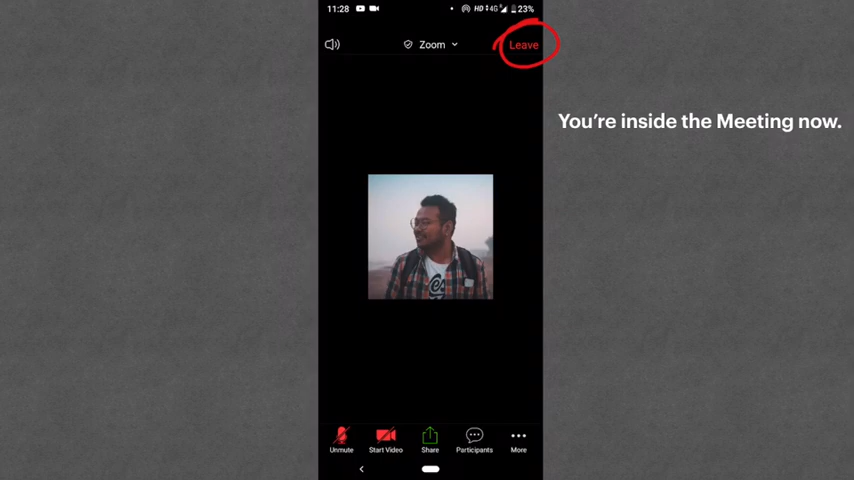 11:28 HD 4G 23%
Zoom Leave
You're inside the Meeting now.
Unmute Start Video Share Participants More